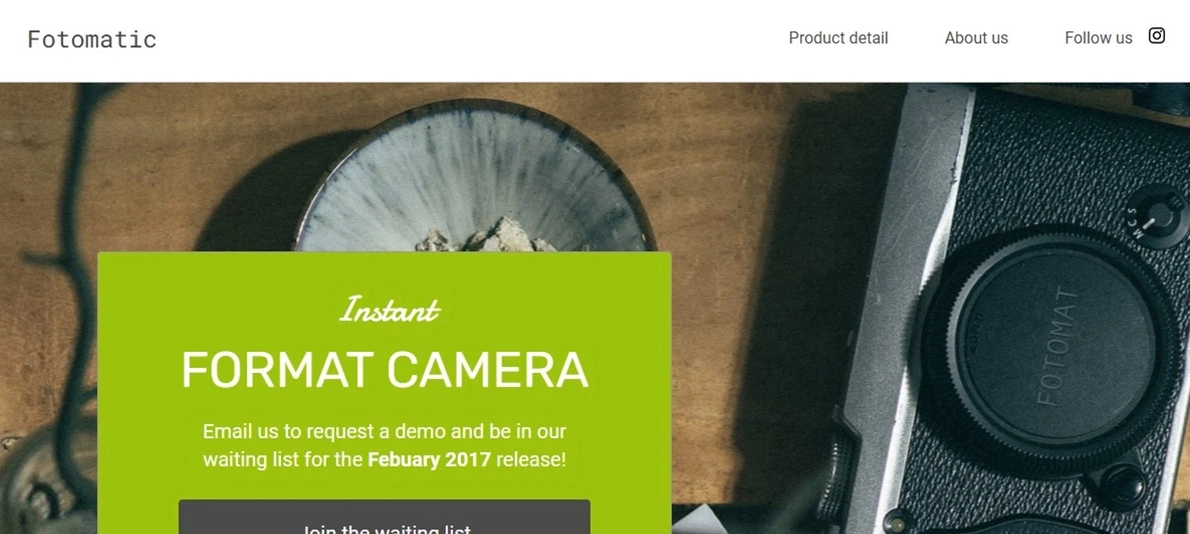 Fotomatic
Product detail About us Follow us
Instant
FORMAT CAMERA
Email us to request a demo and be in our
waiting list for the Febuary 2017 release!
Join the waiting list
FOTOMAT
S
C
M